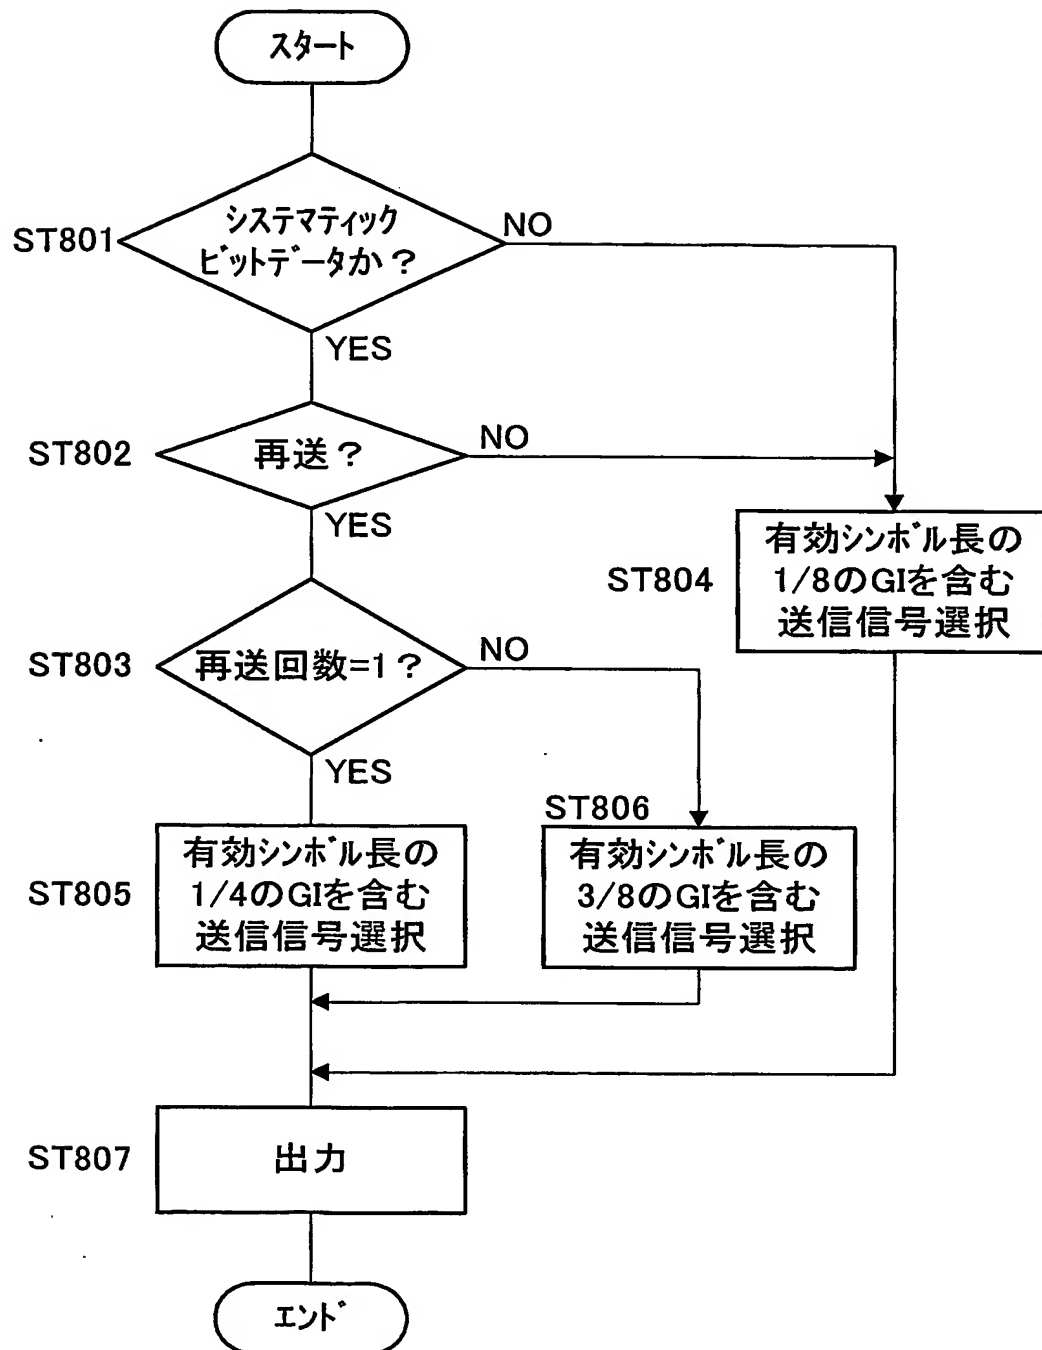 スタート
ST801
システマティック
ビットデータか？
NO
YES
ST802
再送？
NO
YES
ST803
再送回数=1？
NO
YES
ST804
有効シンボル長の
1/8のGIを含む
送信信号選択
ST805
有効シンボル長の
1/4のGIを含む
送信信号選択
ST806
有効シンボル長の
3/8のGIを含む
送信信号選択
ST807
出力
エンド